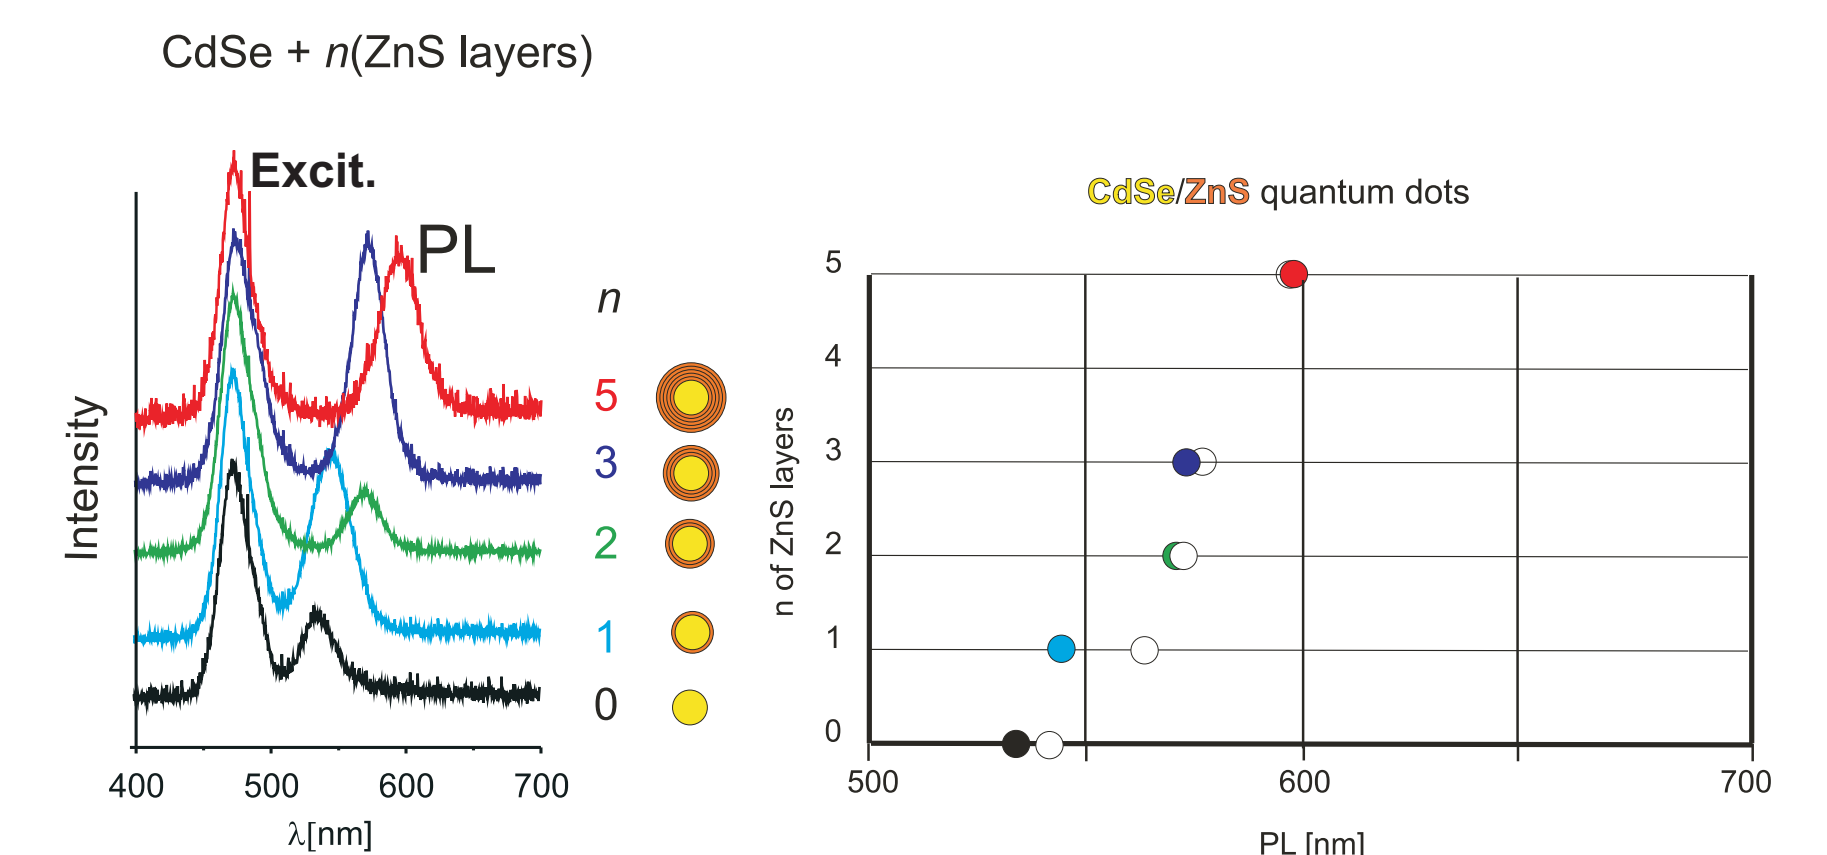 CdSe + n(ZnS layers)
Excit.
PL
n
5
3
2
1
0
Intensity
400 500 600 700
λ[nm]
CdSe/ZnS quantum dots
5
4
3
2
1
0
n of ZnS layers
500 600 700
PL [nm]